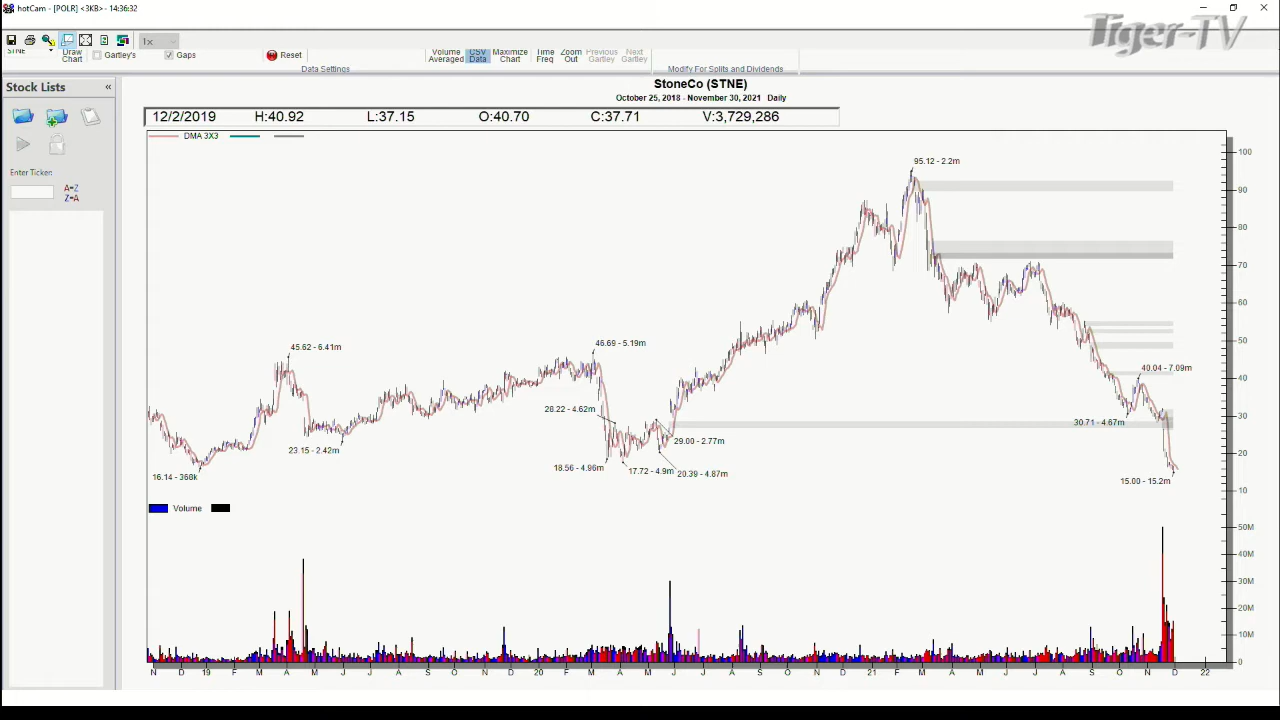 hotCam - [POLR] <3KB> - 14:36:32
Tiger-TV
1x
STNE
Draw Chart
Gartley's
Gaps
Reset
Volume Averaged
CSV Data
Maximize Chart
Time Freq
Zoom Out
Previous Gartley
Next Gartley
Data Settings
Modify For Splits and Dividends
Stock Lists
«
Enter Ticker:
A=Z
Z=A
StoneCo (STNE)
October 25, 2018 - November 30, 2021 Daily
12/2/2019 H:40.92 L:37.15 O:40.70 C:37.71 V:3,729,286
DMA 3X3
95.12 - 2.2m
45.62 - 6.41m
46.69 - 5.19m
40.04 - 7.09m
28.22 - 4.62m
30.71 - 4.67m
29.00 - 2.77m
23.15 - 2.42m
18.56 - 4.96m
17.72 - 4.9m
20.39 - 4.87m
16.14 - 368k
15.00 - 15.2m
100
90
80
70
60
50
40
30
20
10
Volume
50M
40M
30M
20M
10M
0
N D 19 F M A M J J A S O N D 20 F M A M J J A S O N D 21 F M A M J J A S O N D 22